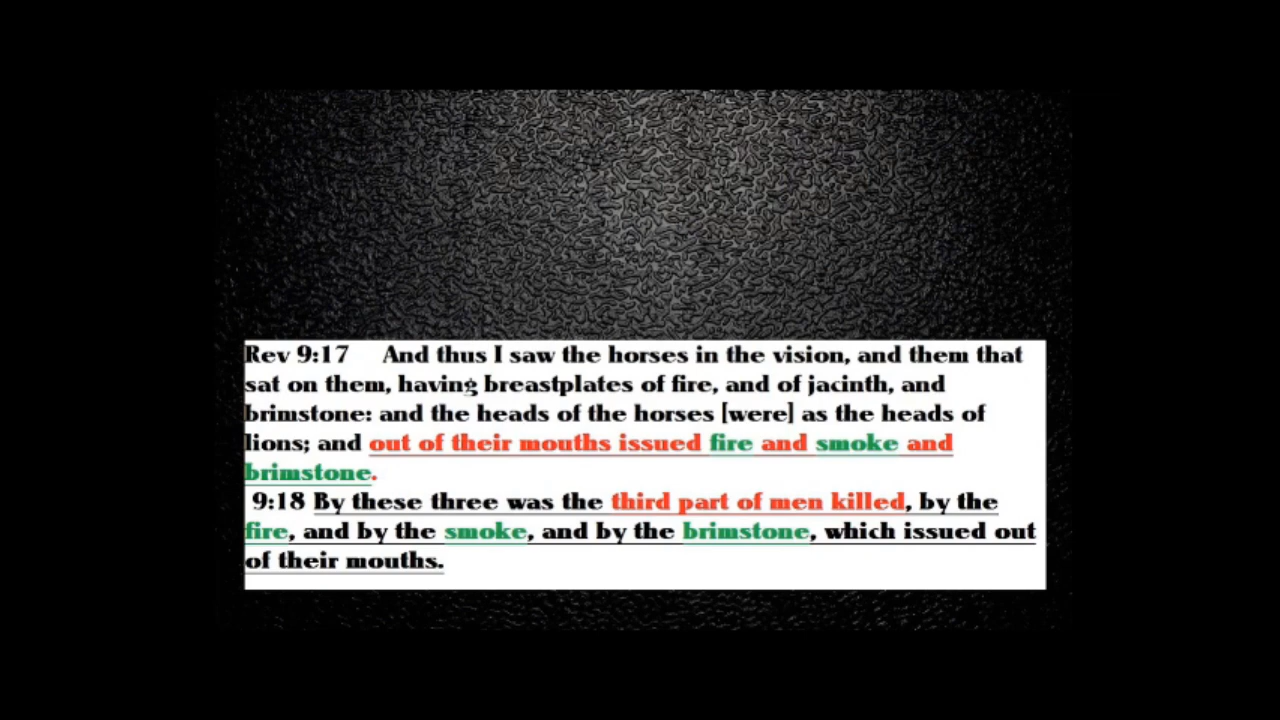 Rev 9:17 And thus I saw the horses in the vision, and them that
sat on them, having breastplates of fire, and of jacinth, and
brimstone: and the heads of the horses [were] as the heads of
lions; and out of their mouths issued fire and smoke and
brimstone.
9:18 By these three was the third part of men killed, by the
fire, and by the smoke, and by the brimstone, which issued out
of their mouths.